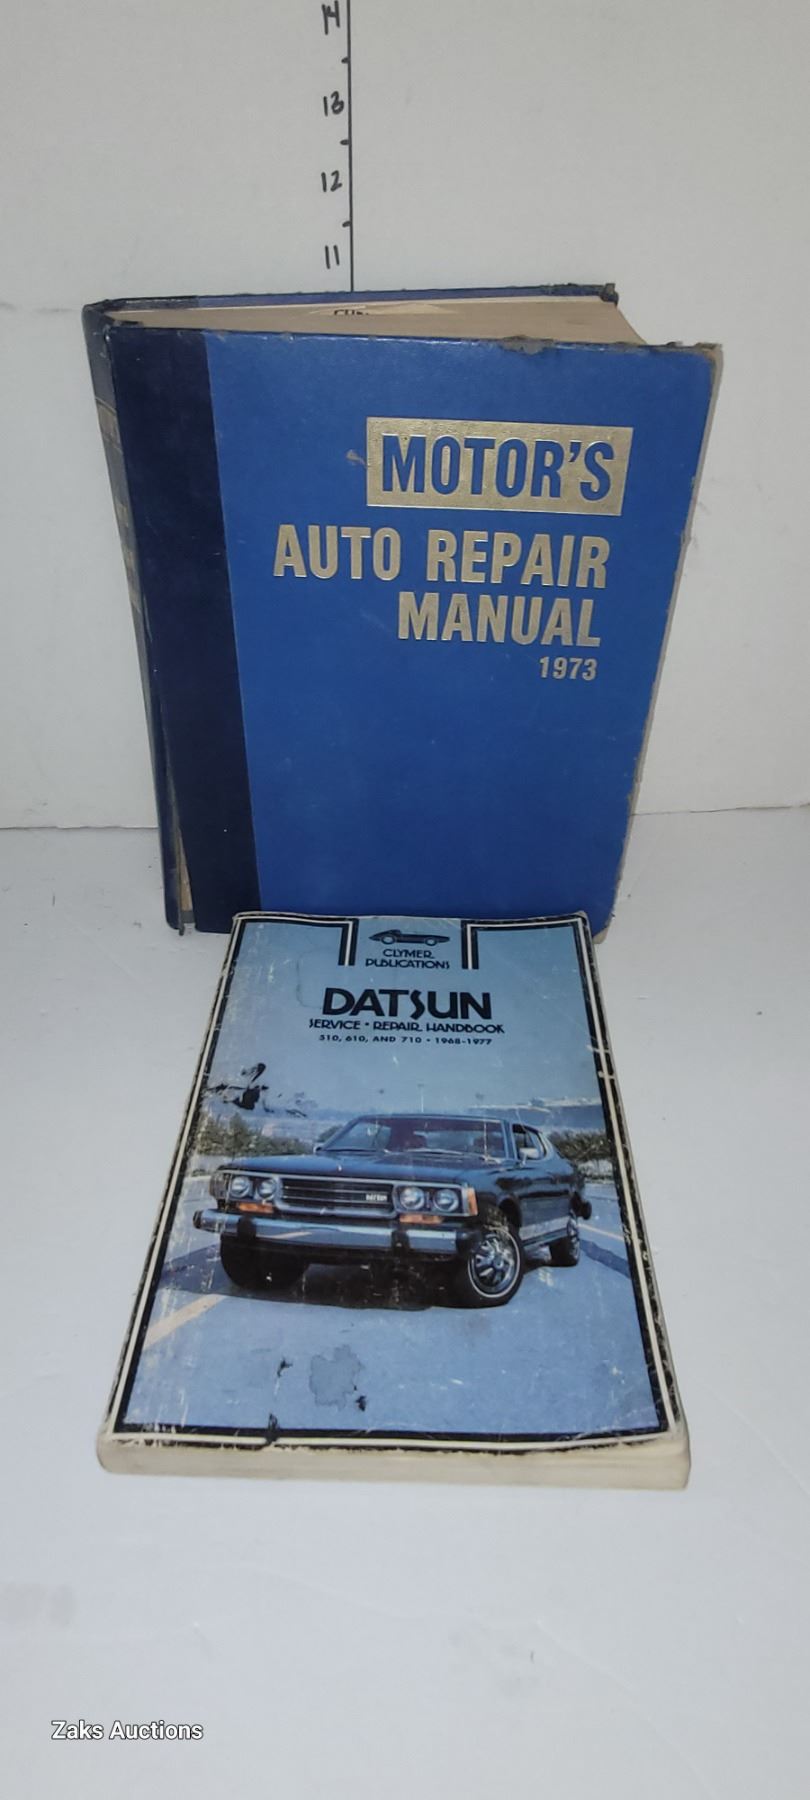 14
13
12
11
MOTOR'S
AUTO REPAIR
MANUAL
1973
CLYMER
PUBLICATIONS
DATSUN
SERVICE • REPAIR HANDBOOK
510, 610, AND 710 • 1968-1977
DATSUN
Zaks Auctions